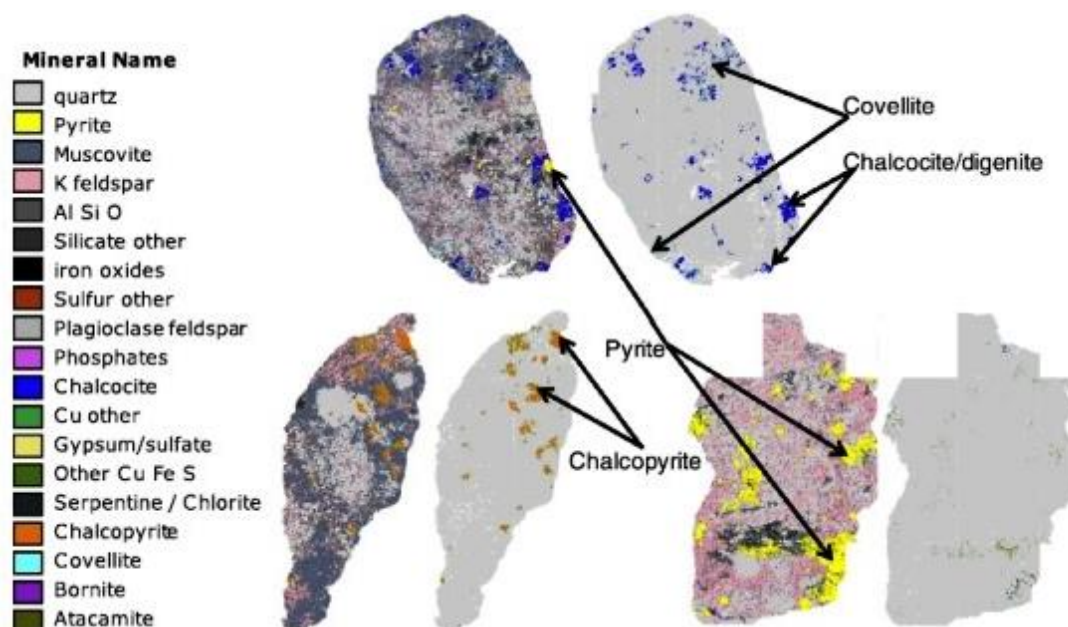 Mineral Name
quartz
Pyrite
Muscovite
K feldspar
Al Si O
Silicate other
iron oxides
Sulfur other
Plagioclase feldspar
Phosphates
Chalcocite
Cu other
Gypsum/sulfate
Other Cu Fe S
Serpentine / Chlorite
Chalcopyrite
Covellite
Bornite
Atacamite
Covellite
Chalcocite/digenite
Pyrite
Chalcopyrite